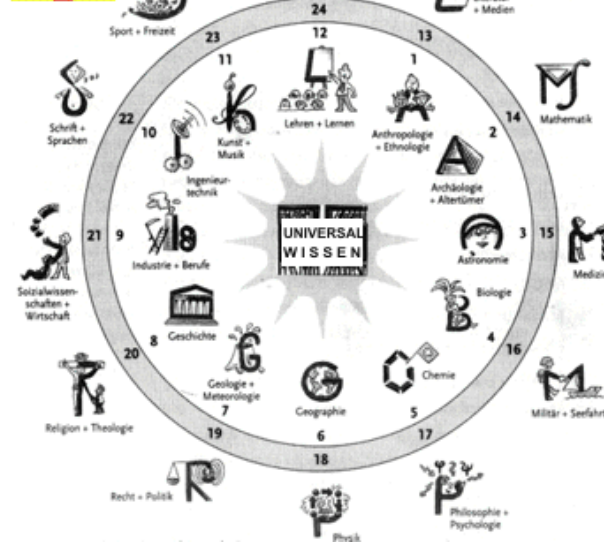 + Medien
Sport + Freizeit
24
23
12
13
11
1
Schrift +
Sprachen
22
10
Kunst +
Musik
Lehren + Lernen
Anthropologie
+ Ethnologie
2
14
Mathematik
Ingenieur-
technik
Archäologie
+ Altertümer
21
9
Industrie + Berufe
UNIVERSAL
WISSEN
Astronomie
3
15
Medizin
Soizialwissen-
schaften +
Wirtschaft
Geschichte
Biologie
8
4
20
16
Geologie +
Meteorologie
7
Geographie
6
Chemie
5
Religion + Theologie
Militär + Seefahrt
19
18
17
Recht + Politik
Physik
Philosophie +
Psychologie